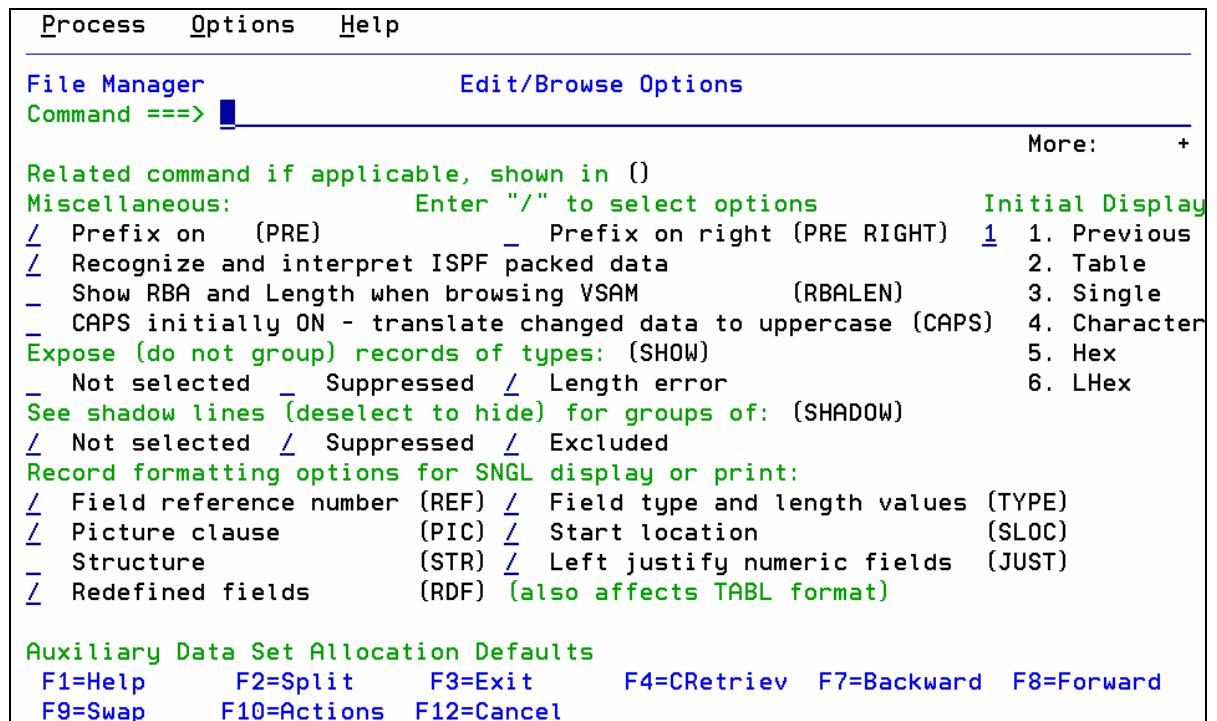 Process   Options   Help
File Manager                 Edit/Browse Options
Command ===>
More:     +
Related command if applicable, shown in ()
Miscellaneous:            Enter "/" to select options           Initial Display
/  Prefix on   (PRE)            _  Prefix on right (PRE RIGHT)  1  1. Previous
/  Recognize and interpret ISPF packed data                        2. Table
_  Show RBA and Length when browsing VSAM          (RBALEN)        3. Single
_  CAPS initially ON - translate changed data to uppercase (CAPS)  4. Character
Expose (do not group) records of types: (SHOW)                     5. Hex
_  Not selected  _  Suppressed  /  Length error                    6. LHex
See shadow lines (deselect to hide) for groups of: (SHADOW)
/  Not selected  /  Suppressed  /  Excluded
Record formatting options for SNGL display or print:
/  Field reference number (REF) /  Field type and length values (TYPE)
/  Picture clause         (PIC) /  Start location               (SLOC)
_  Structure              (STR) /  Left justify numeric fields  (JUST)
/  Redefined fields       (RDF) (also affects TABL format)
Auxiliary Data Set Allocation Defaults
F1=Help      F2=Split     F3=Exit      F4=CRetriev  F7=Backward  F8=Forward
F9=Swap     F10=Actions  F12=Cancel